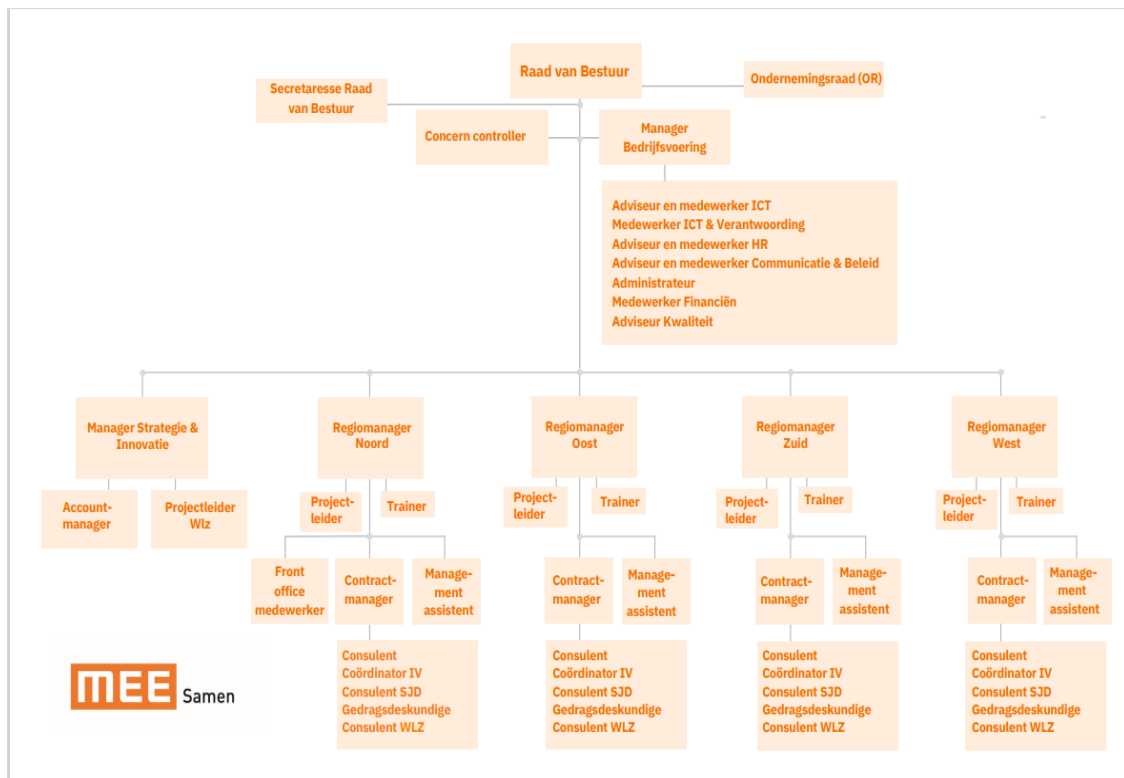 Raad van Bestuur
Ondernemingsraad (OR)
Secretaresse Raad
van Bestuur
Concern controller
Manager
Bedrijfsvoering
Adviseur en medewerker ICT
Medewerker ICT & Verantwoording
Adviseur en medewerker HR
Adviseur en medewerker Communicatie & Beleid
Administrateur
Medewerker Financiën
Adviseur Kwaliteit
Manager Strategie &
Innovatie
Account-
manager
Projectleider
Wlz
Regiomanager
Noord
Project-
leider
Trainer
Front
office
medewerker
Contract-
manager
Manage-
ment
assistent
Consulent
Coördinator IV
Consulent SJD
Gedragsdeskundige
Consulent WLZ
Regiomanager
Oost
Project-
leider
Trainer
Contract-
manager
Manage-
ment
assistent
Consulent
Coördinator IV
Consulent SJD
Gedragsdeskundige
Consulent WLZ
Regiomanager
Zuid
Project-
leider
Trainer
Contract-
manager
Manage-
ment
assistent
Consulent
Coördinator IV
Consulent SJD
Gedragsdeskundige
Consulent WLZ
Regiomanager
West
Project-
leider
Trainer
Contract-
manager
Manage-
ment
assistent
Consulent
Coördinator IV
Consulent SJD
Gedragsdeskundige
Consulent WLZ
MEE Samen